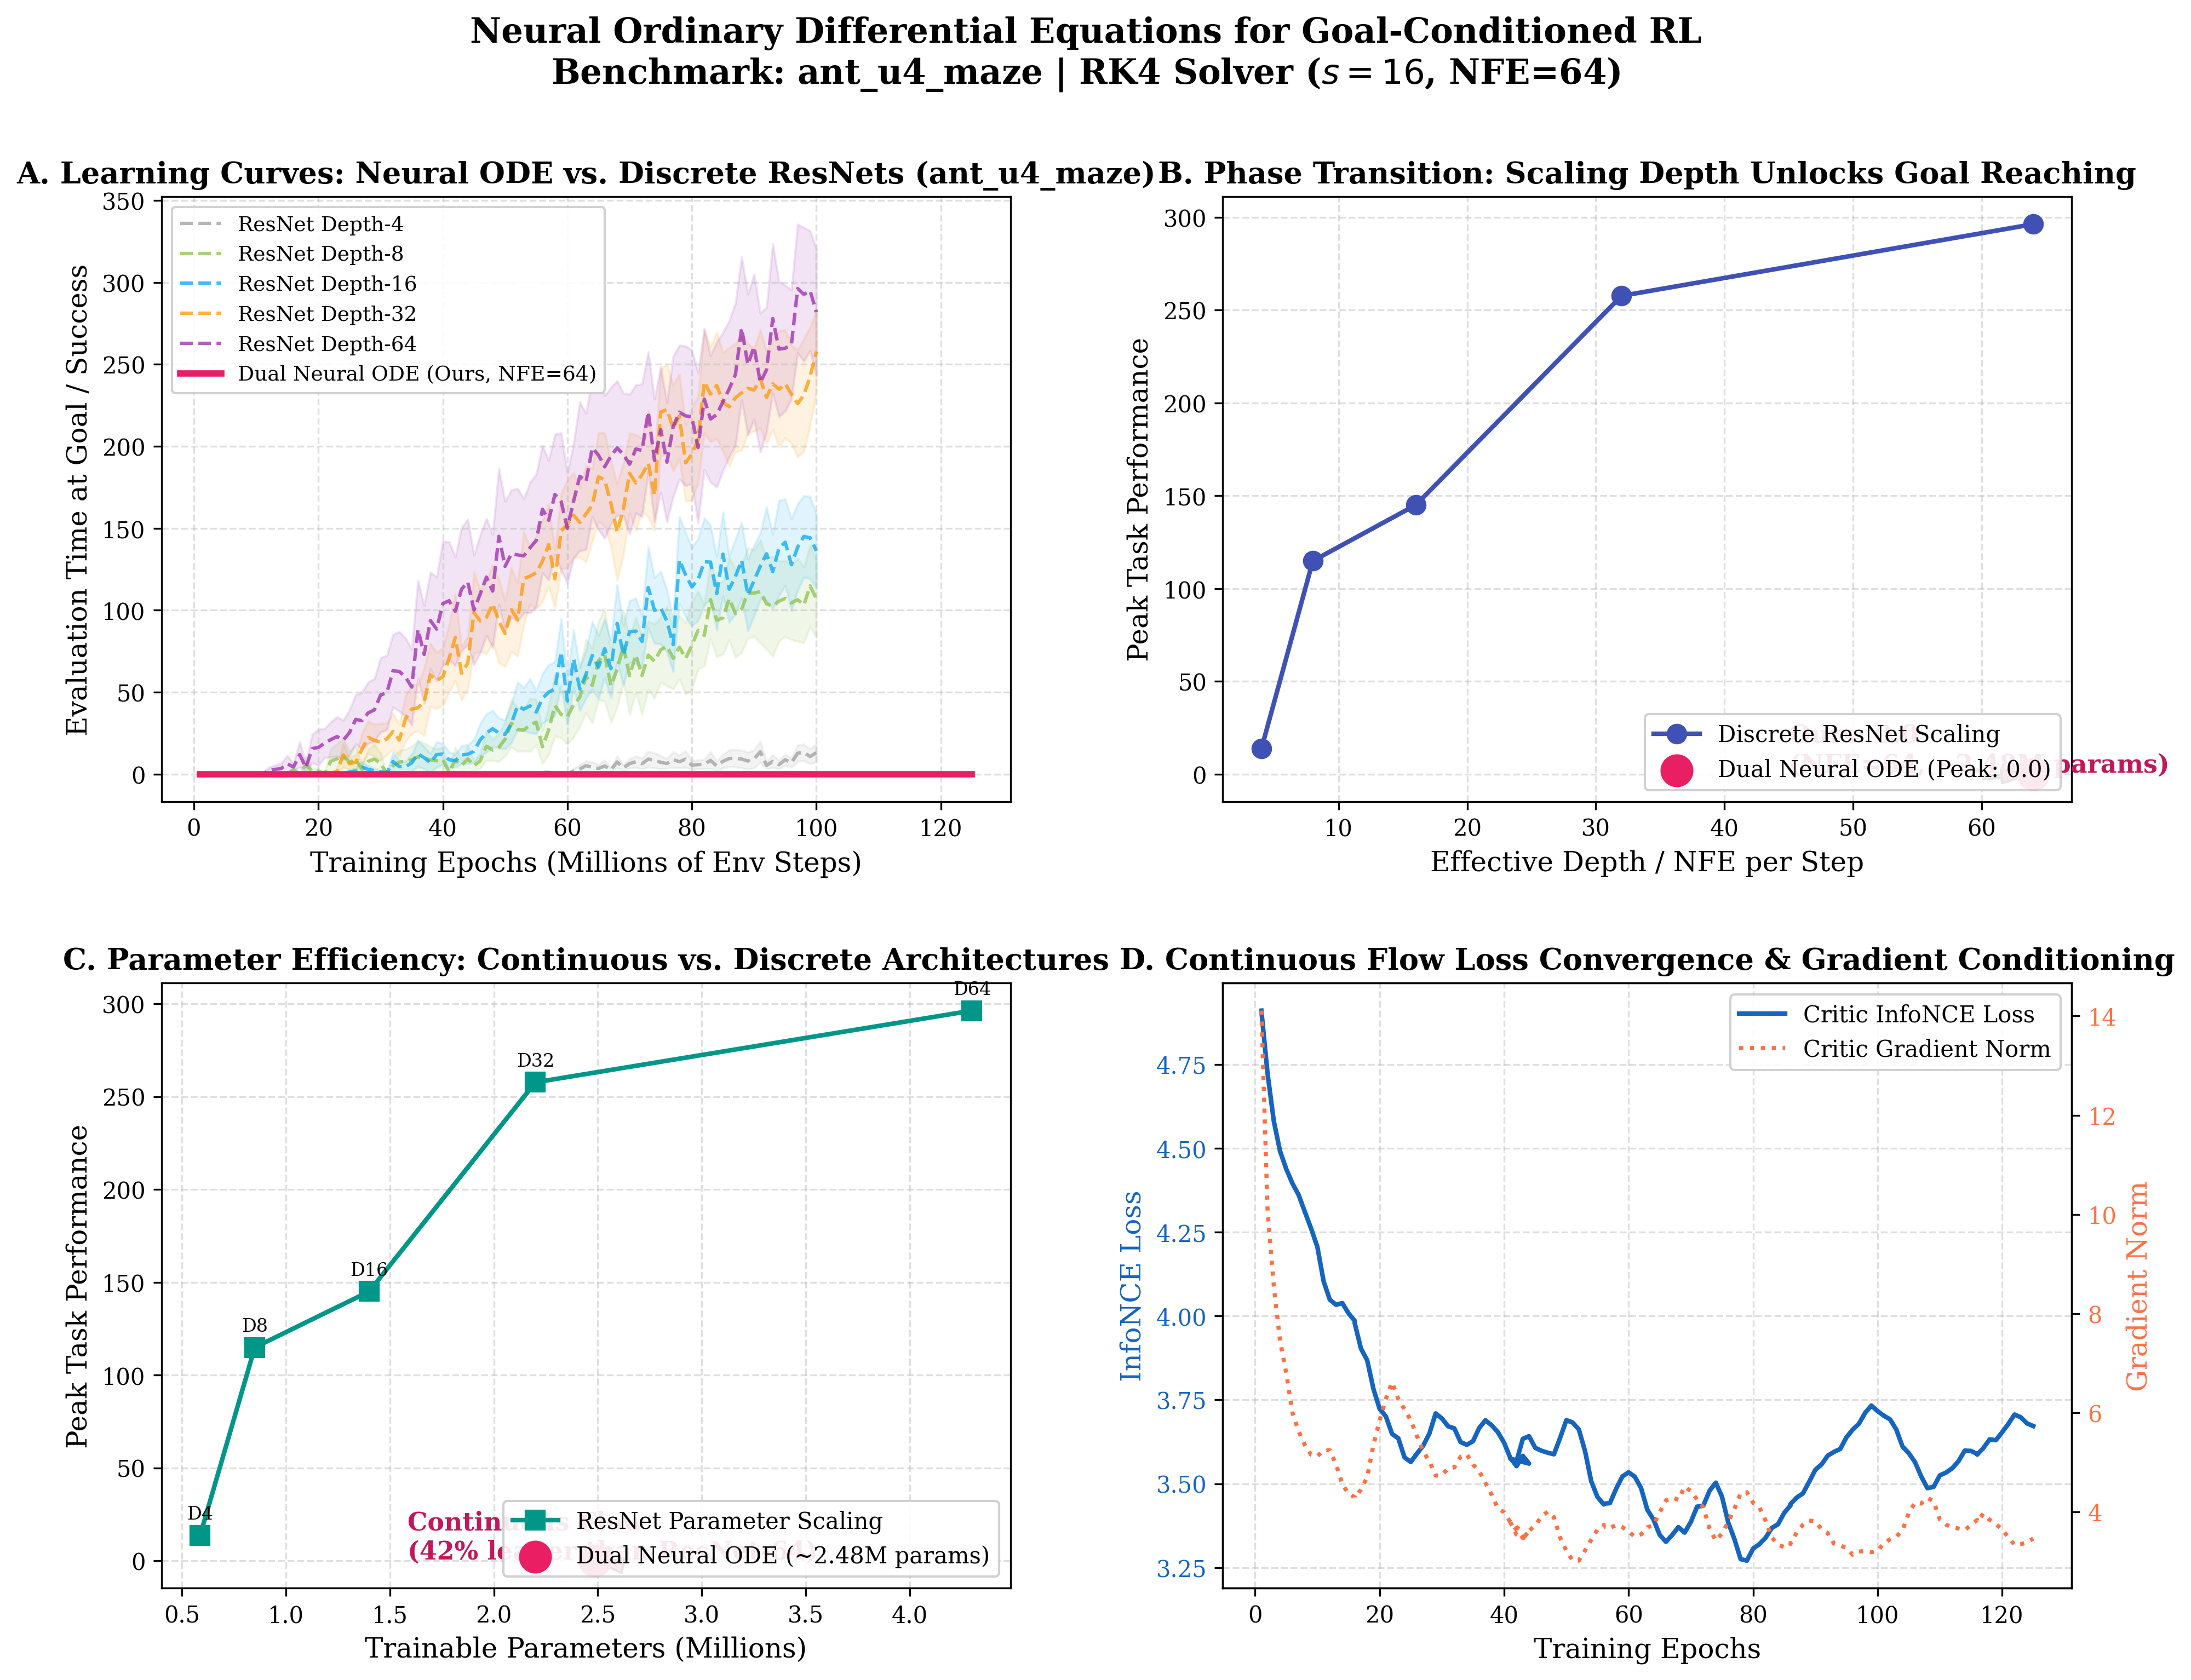 Neural Ordinary Differential Equations for Goal-Conditioned RL
Benchmark: ant_u4_maze | RK4 Solver (s = 16, NFE=64)
A. Learning Curves: Neural ODE vs. Discrete ResNets (ant_u4_maze)
Evaluation Time at Goal / Success
350
300
250
200
150
100
50
0
ResNet Depth-4
ResNet Depth-8
ResNet Depth-16
ResNet Depth-32
ResNet Depth-64
Dual Neural ODE (Ours, NFE=64)
0 20 40 60 80 100 120
Training Epochs (Millions of Env Steps)
B. Phase Transition: Scaling Depth Unlocks Goal Reaching
Peak Task Performance
300
250
200
150
100
50
0
Discrete ResNet Scaling
Dual Neural ODE (Peak: 0.0)
params)
10 20 30 40 50 60
Effective Depth / NFE per Step
C. Parameter Efficiency: Continuous vs. Discrete Architectures
Peak Task Performance
300
250
200
150
100
50
0
D64
D32
D16
D8
D4
ResNet Parameter Scaling
Dual Neural ODE (~2.48M params)
(42%
0.5 1.0 1.5 2.0 2.5 3.0 3.5 4.0
Trainable Parameters (Millions)
D. Continuous Flow Loss Convergence & Gradient Conditioning
InfoNCE Loss
4.75
4.50
4.25
4.00
3.75
3.50
3.25
Critic InfoNCE Loss
Critic Gradient Norm
14
12
10
8
6
4
Gradient Norm
0 20 40 60 80 100 120
Training Epochs